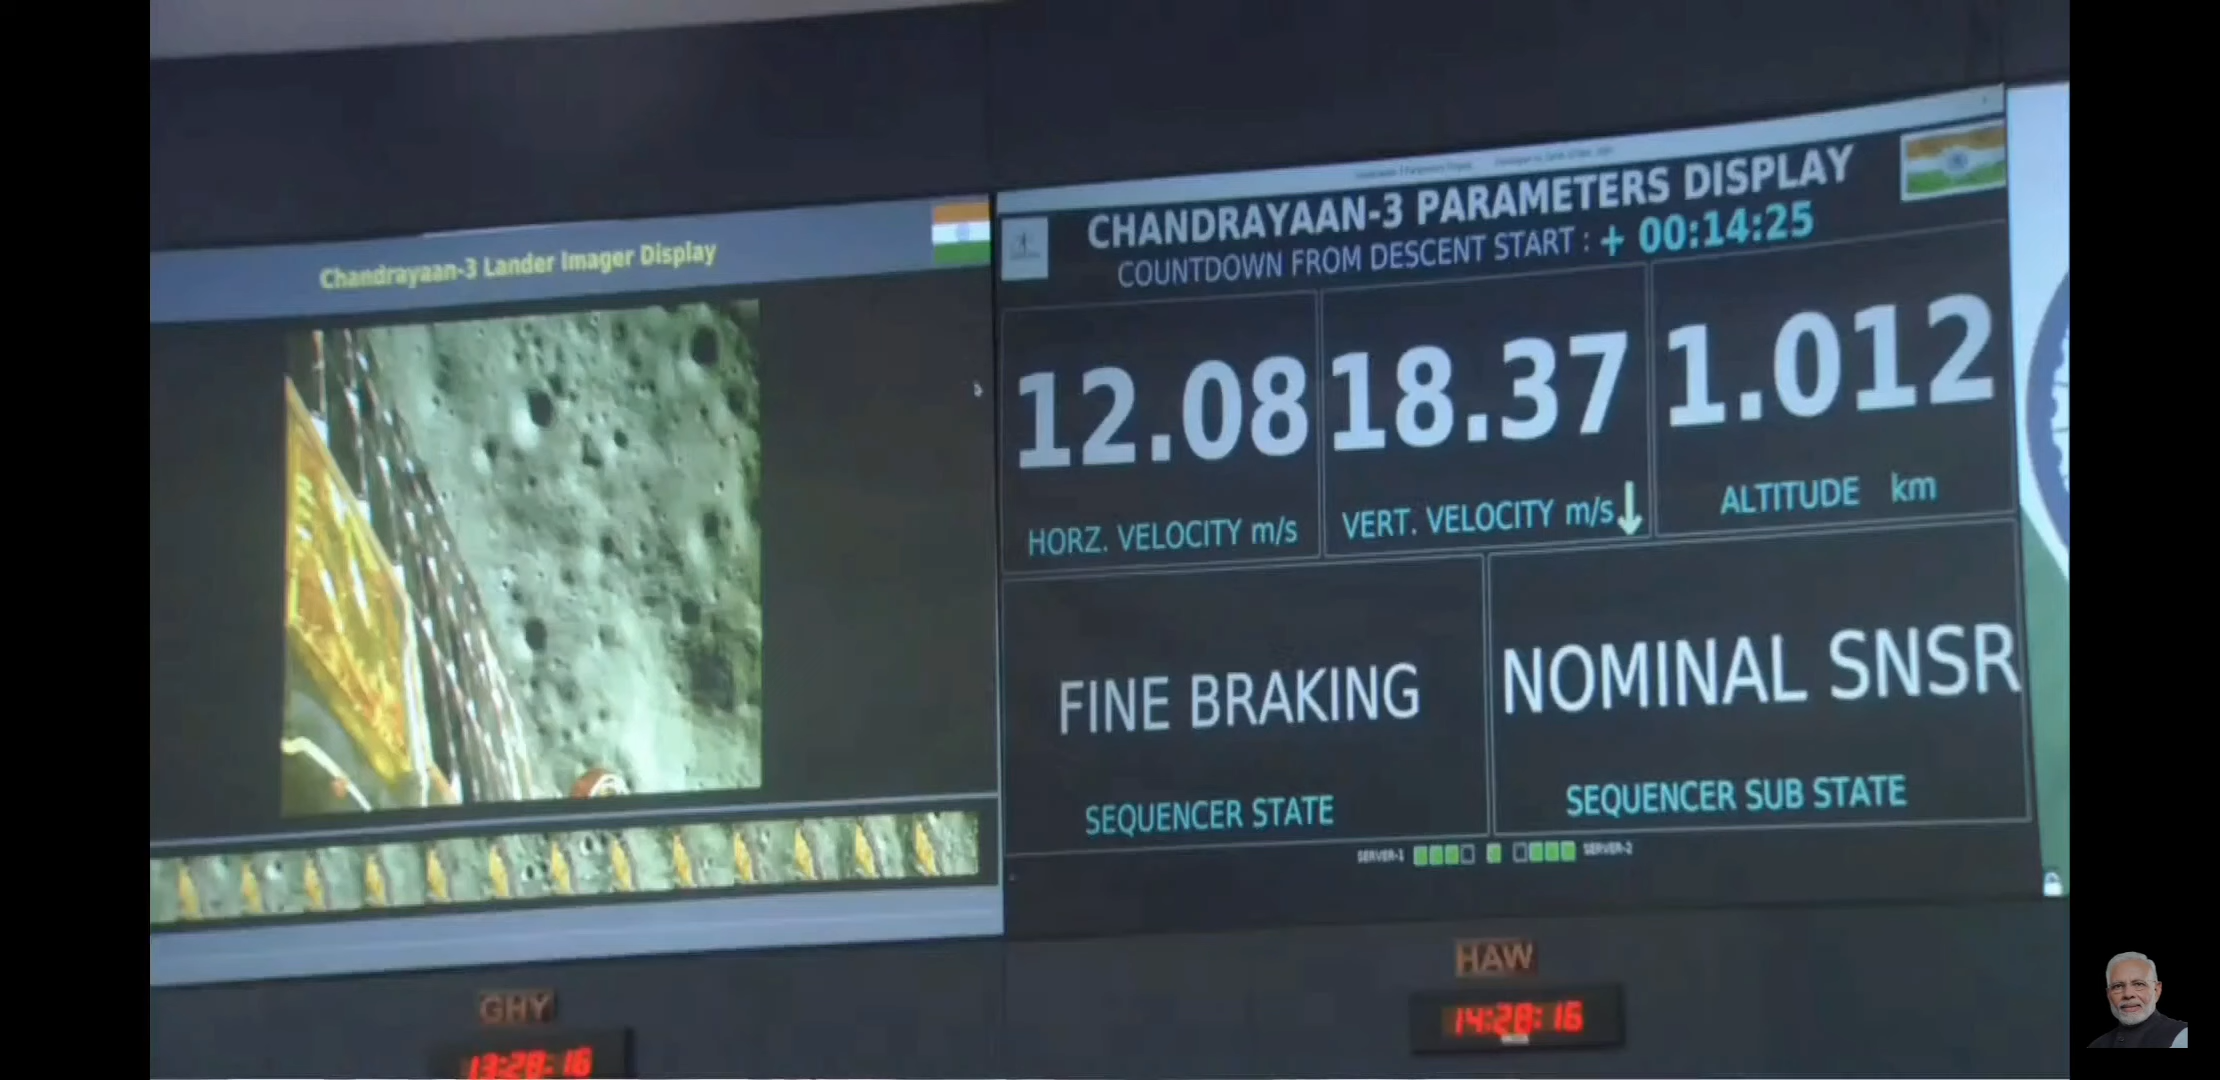 Chandrayaan-3 Lander Imager Display
CHANDRAYAAN-3 PARAMETERS DISPLAY
COUNTDOWN FROM DESCENT START : + 00:14:25
12.08
HORZ. VELOCITY m/s
18.37
VERT. VELOCITY m/s
1.012
ALTITUDE km
FINE BRAKING
SEQUENCER STATE
NOMINAL SNSR
SEQUENCER SUB STATE
SERVER-1
SERVER-2
GHY
13:28:16
HAW
14:28:16